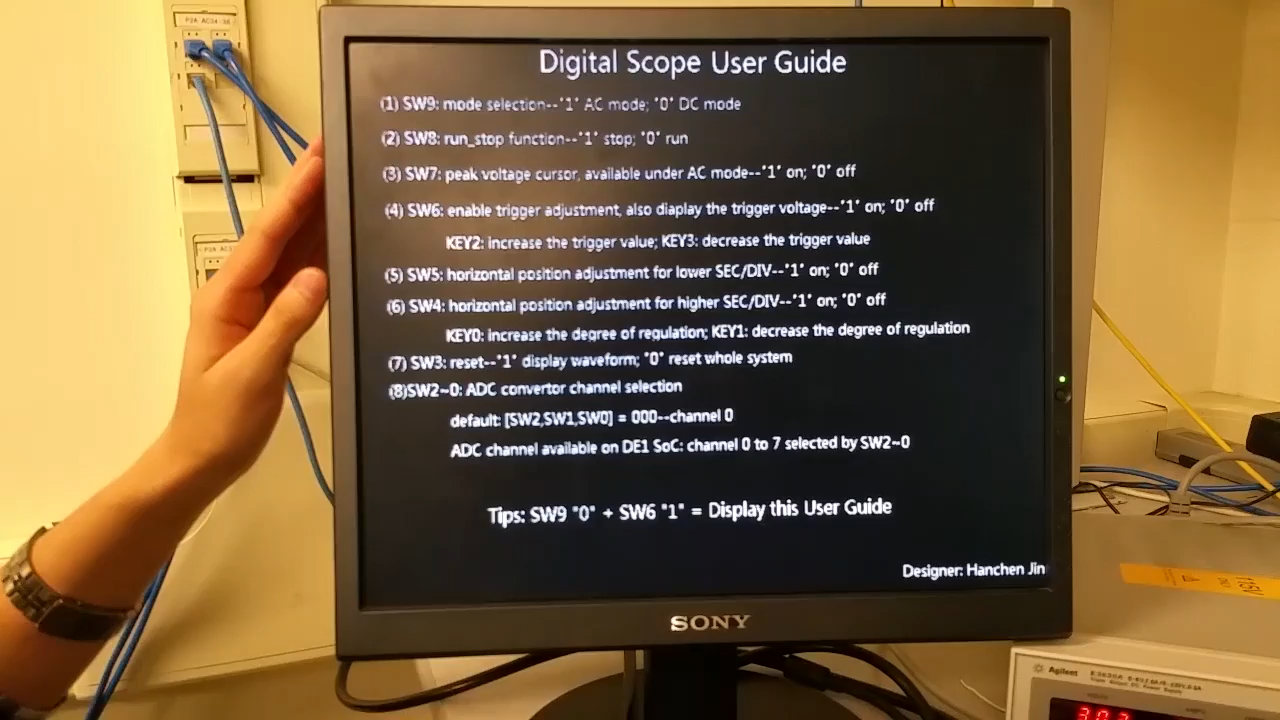 P2A AC34-36
Digital Scope User Guide
(1) SW9: mode selection--"1" AC mode; "0" DC mode
(2) SW8: run_stop function--"1" stop; "0" run
(3) SW7: peak voltage cursor, available under AC mode--"1" on; "0" off
(4) SW6: enable trigger adjustment, also diaplay the trigger voltage--"1" on; "0" off
KEY2: increase the trigger value; KEY3: decrease the trigger value
(5) SW5: horizontal position adjustment for lower SEC/DIV--"1" on; "0" off
(6) SW4: horizontal position adjustment for higher SEC/DIV--"1" on; "0" off
KEY0: increase the degree of regulation; KEY1: decrease the degree of regulation
(7) SW3: reset--"1" display waveform; "0" reset whole system
(8)SW2~0: ADC convertor channel selection
default: [SW2,SW1,SW0] = 000--channel 0
ADC channel available on DE1 SoC: channel 0 to 7 selected by SW2~0
Tips: SW9 "0" + SW6 "1" = Display this User Guide
Designer: Hanchen Jin
SONY
115V
Agilent